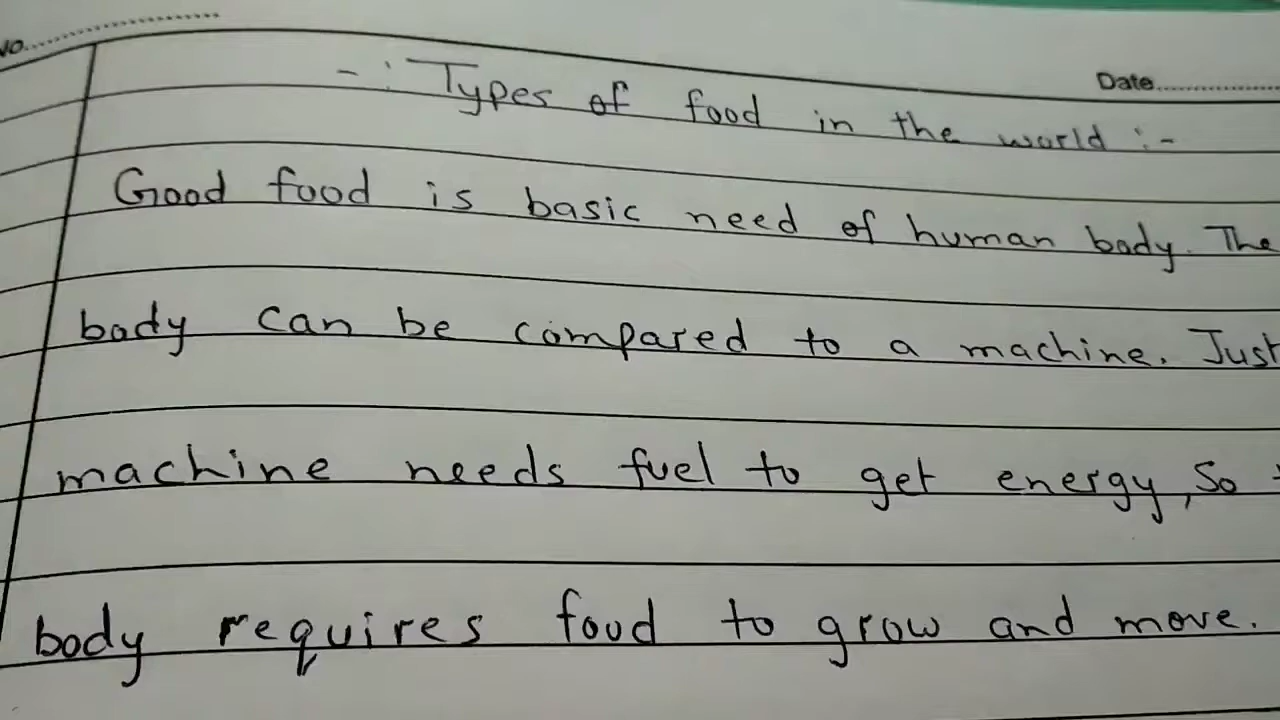 No..............................
Date......................
- : Types of food in the world :-
Good food is basic need of human body. The
body can be compared to a machine. Just
machine needs fuel to get energy, So
body requires food to grow and move.